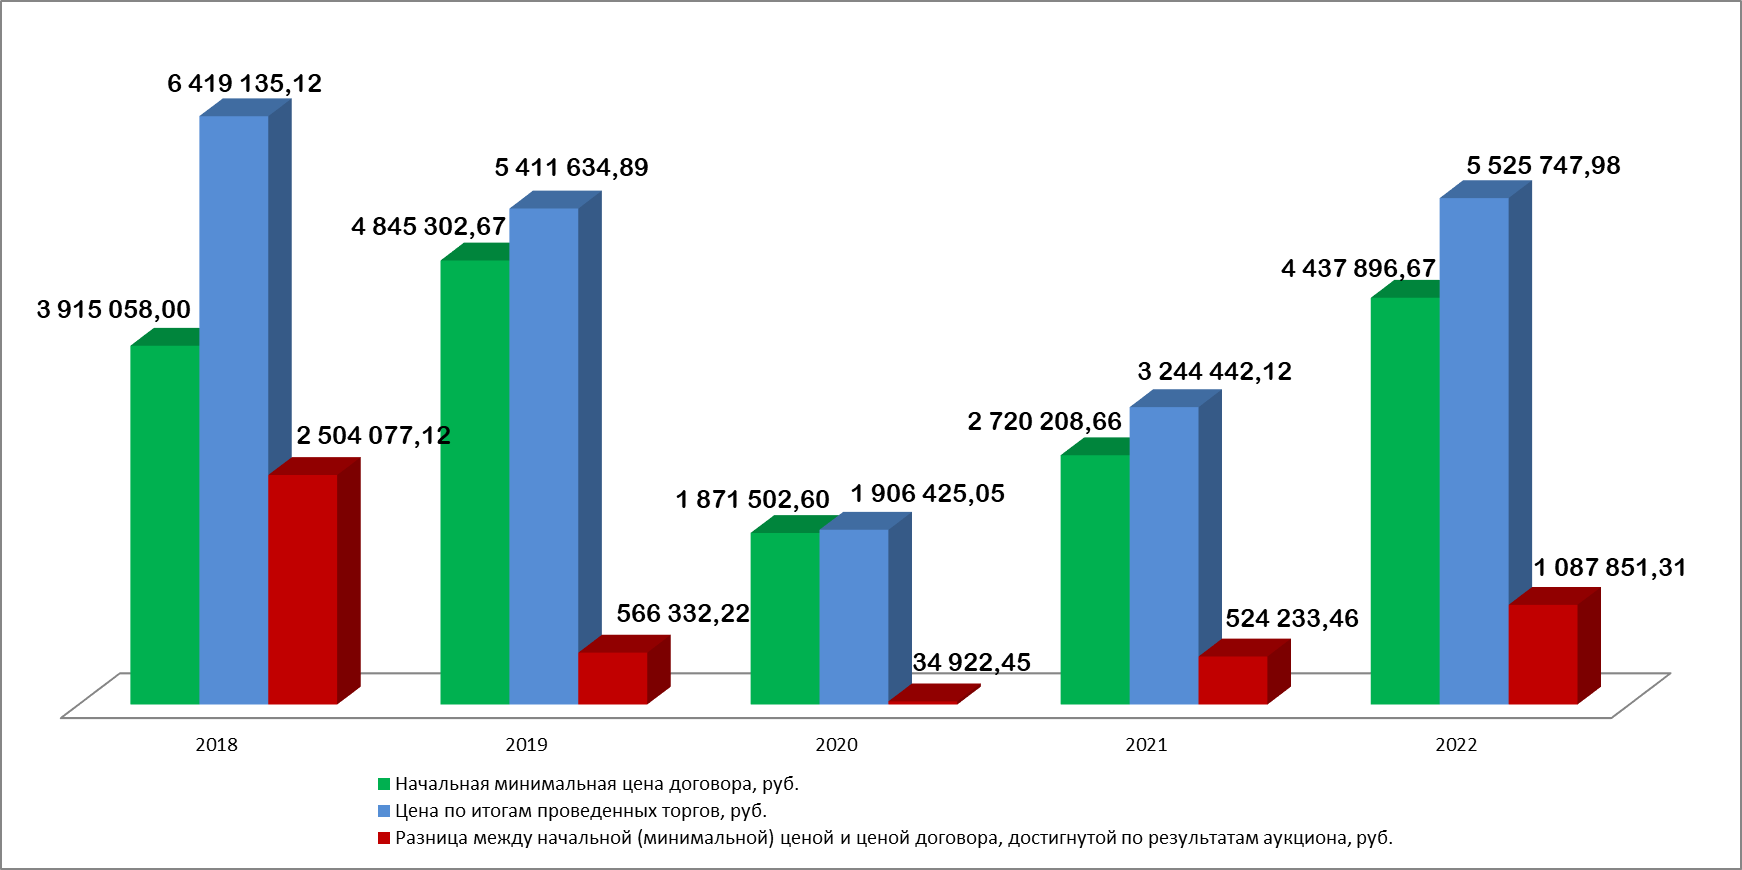 6 419 135,12
5 411 634,89
5 525 747,98
4 845 302,67
4 437 896,67
3 915 058,00
3 244 442,12
2 720 208,66
2 504 077,12
1 871 502,60
1 906 425,05
1 087 851,31
566 332,22
524 233,46
34 922,45
2018
2019
2020
2021
2022
Начальная минимальная цена договора, руб.
Цена по итогам проведенных торгов, руб.
Разница между начальной (минимальной) ценой и ценой договора, достигнутой по результатам аукциона, руб.